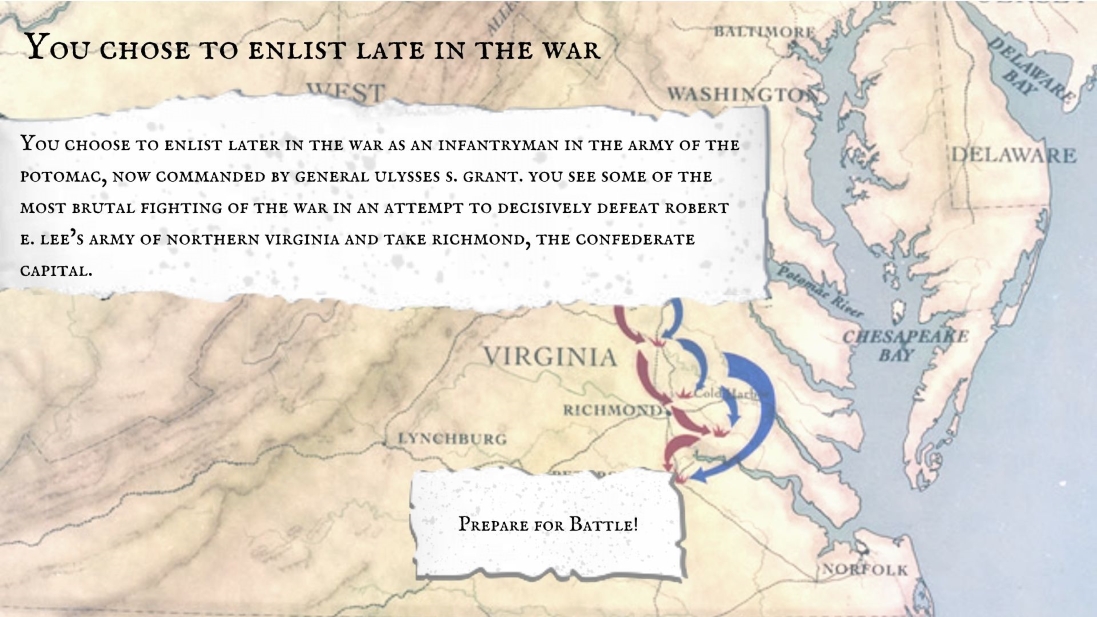 You chose to enlist late in the war
ALLE
BALTIMORE
DELAWARE
BAY
WEST
WASHINGTON
You choose to enlist later in the war as an infantryman in the Army of the
Potomac, now commanded by General Ulysses S. Grant. you see some of the
most brutal fighting of the war in an attempt to decisively defeat Robert
E. Lee's Army of Northern Virginia and take Richmond, the Confederate
capital.
DELAWARE
Potomac River
CHESAPEAKE
BAY
VIRGINIA
Cold Harbor
RICHMOND
LYNCHBURG
Prepare for Battle!
NORFOLK